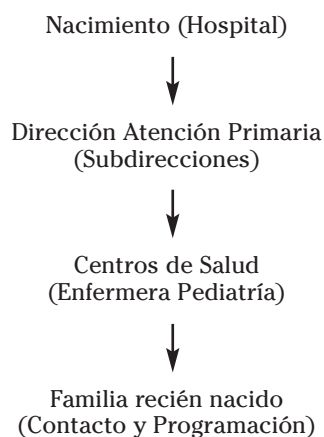 Nacimiento (Hospital)
Dirección Atención Primaria
(Subdirecciones)
Centros de Salud
(Enfermera Pediatría)
Familia recién nacido
(Contacto y Programación)